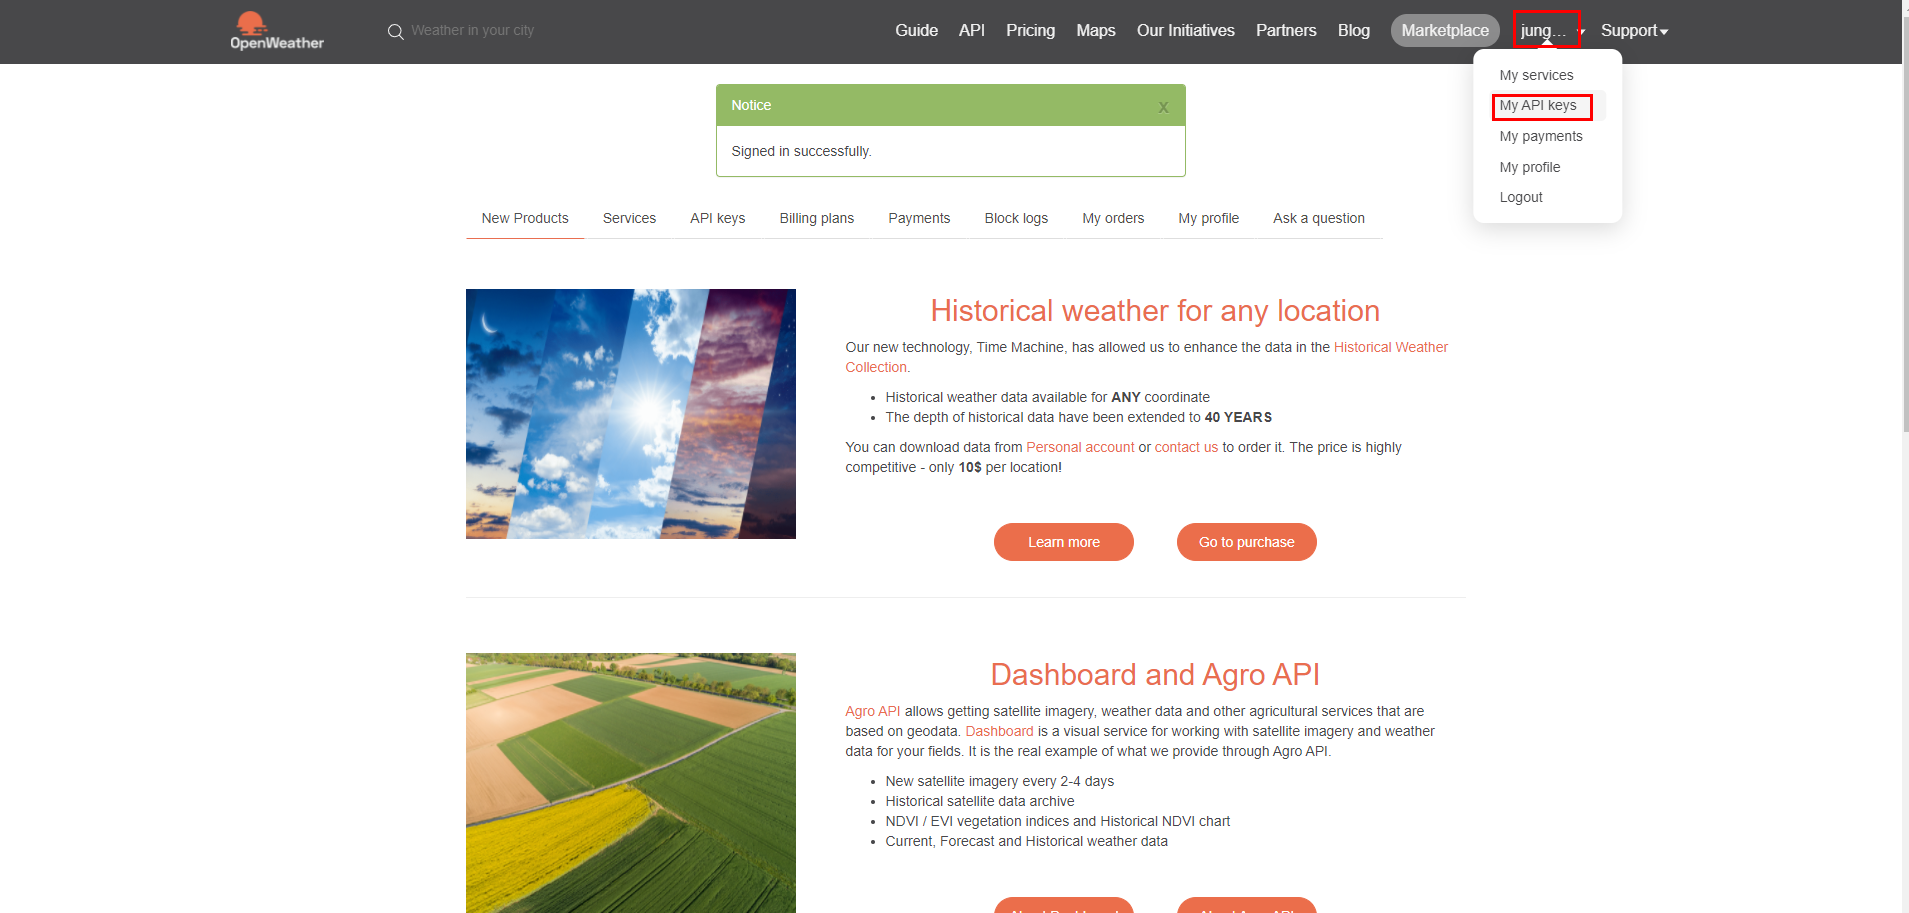 OpenWeather
Weather in your city
Guide API Pricing Maps Our Initiatives Partners Blog Marketplace jung... Support
My services
My API keys
My payments
My profile
Logout
Notice x
Signed in successfully.
New Products Services API keys Billing plans Payments Block logs My orders My profile Ask a question
Historical weather for any location
Our new technology, Time Machine, has allowed us to enhance the data in the Historical Weather
Collection.
• Historical weather data available for ANY coordinate
• The depth of historical data have been extended to 40 YEARS
You can download data from Personal account or contact us to order it. The price is highly
competitive - only 10$ per location!
Learn more Go to purchase
Dashboard and Agro API
Agro API allows getting satellite imagery, weather data and other agricultural services that are
based on geodata. Dashboard is a visual service for working with satellite imagery and weather
data for your fields. It is the real example of what we provide through Agro API.
• New satellite imagery every 2-4 days
• Historical satellite data archive
• NDVI / EVI vegetation indices and Historical NDVI chart
• Current, Forecast and Historical weather data